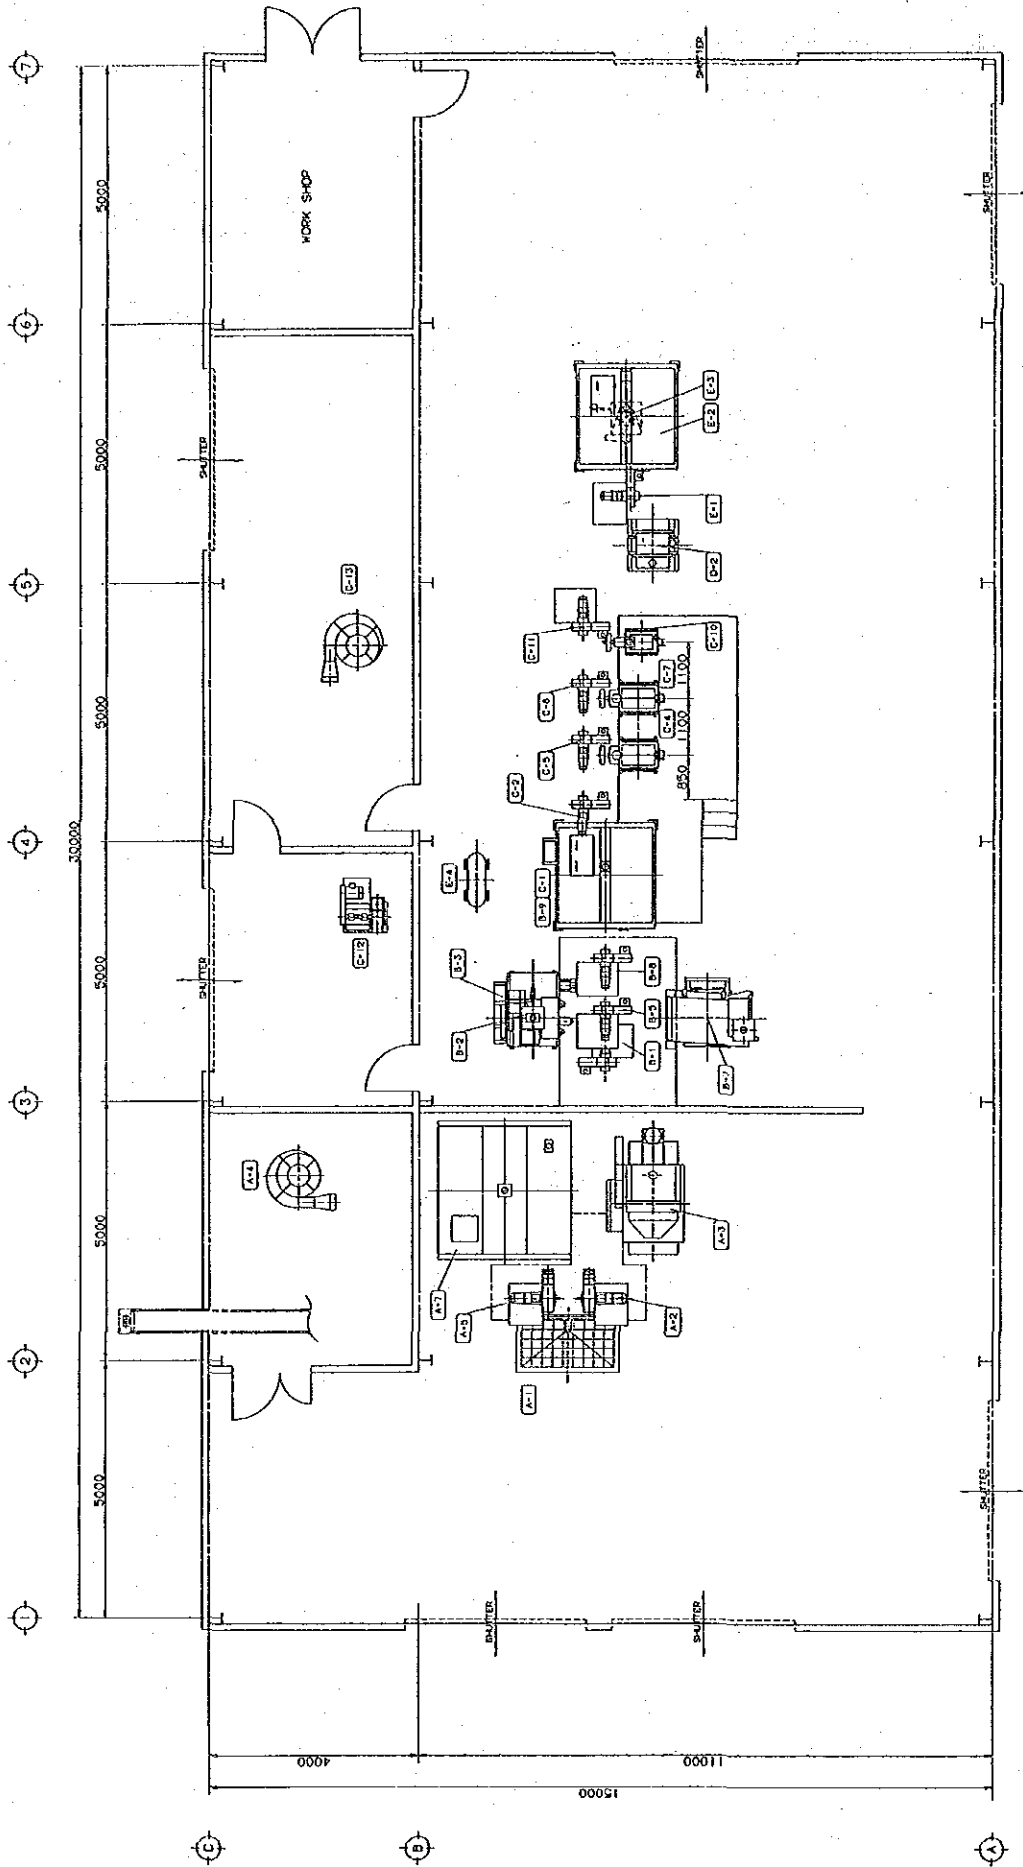 7
6
5
4
3
2
1
30000
5000
5000
5000
5000
5000
5000
SHUTTER
SHUTTER
SHUTTER
SHUTTER
SHUTTER
SHUTTER
SHUTTER
WORK SHOP
C-13
C-12
A-4
E-3
E-2
E-1
D-2
C-11
C-10
C-8
C-7
C-5
C-4
C-2
1100
1100
850
C-1
B-9
E-4
B-3
B-2
B-8
B-5
B-1
B-7
A-3
A-7
A-5
A-2
A-1
4000
11000
15000
C
B
A